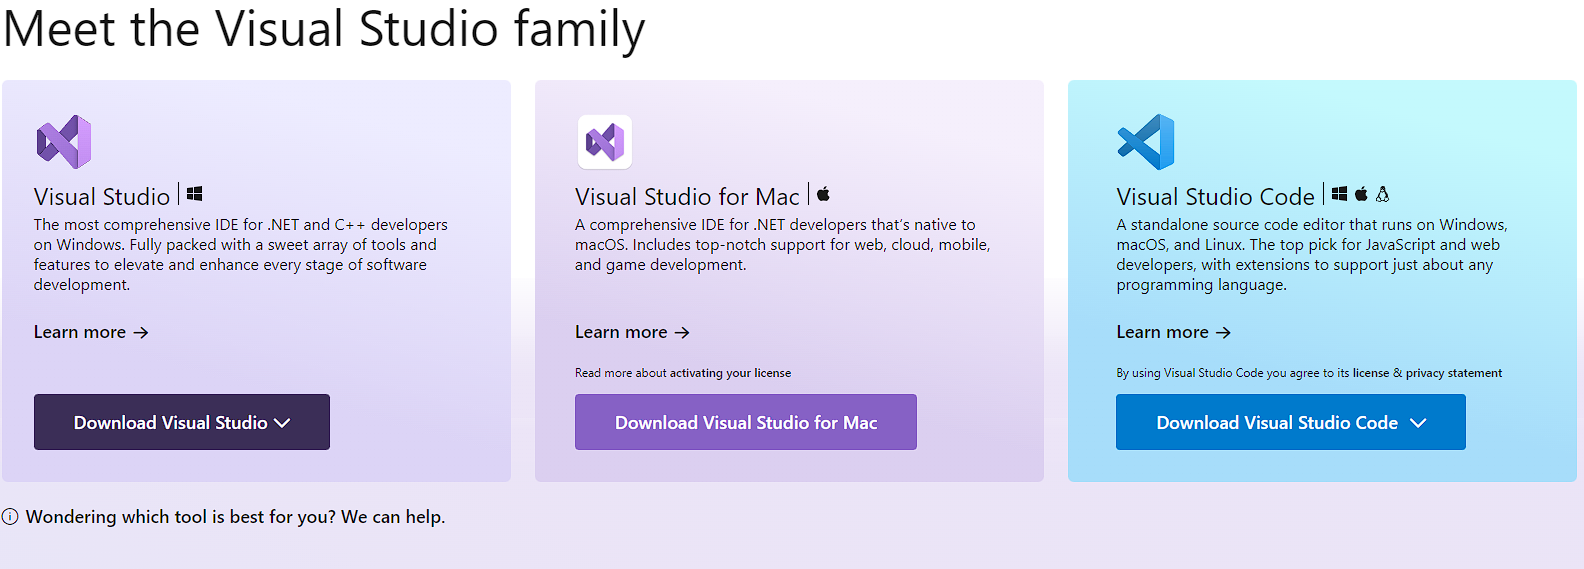 Meet the Visual Studio family
Visual Studio
The most comprehensive IDE for .NET and C++ developers
on Windows. Fully packed with a sweet array of tools and
features to elevate and enhance every stage of software
development.
Learn more →
Download Visual Studio
Visual Studio for Mac
A comprehensive IDE for .NET developers that's native to
macOS. Includes top-notch support for web, cloud, mobile,
and game development.
Learn more →
Read more about activating your license
Download Visual Studio for Mac
Visual Studio Code
A standalone source code editor that runs on Windows,
macOS, and Linux. The top pick for JavaScript and web
developers, with extensions to support just about any
programming language.
Learn more →
By using Visual Studio Code you agree to its license & privacy statement
Download Visual Studio Code
Wondering which tool is best for you? We can help.